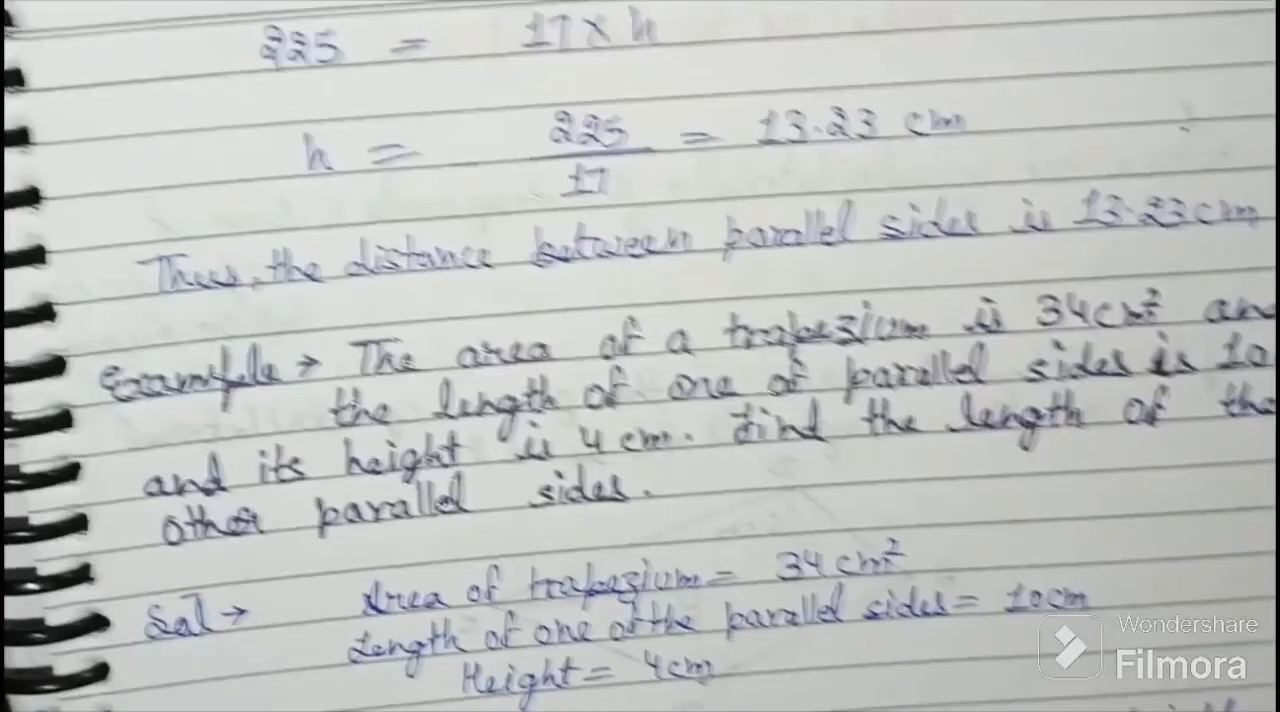 225 = 17 x h
h = 225/17 = 13.23 cm
Thus, the distance between parallel sides is 13.23 cm
Example → The area of a trapezium is 34 cm² and
the length of one of parallel sides is 10
and its height is 4 cm. find the length of the
other parallel sides.
Sol → Area of trapezium = 34 cm²
Length of one of the parallel sides = 10 cm
Height = 4 cm
Wondershare
Filmora